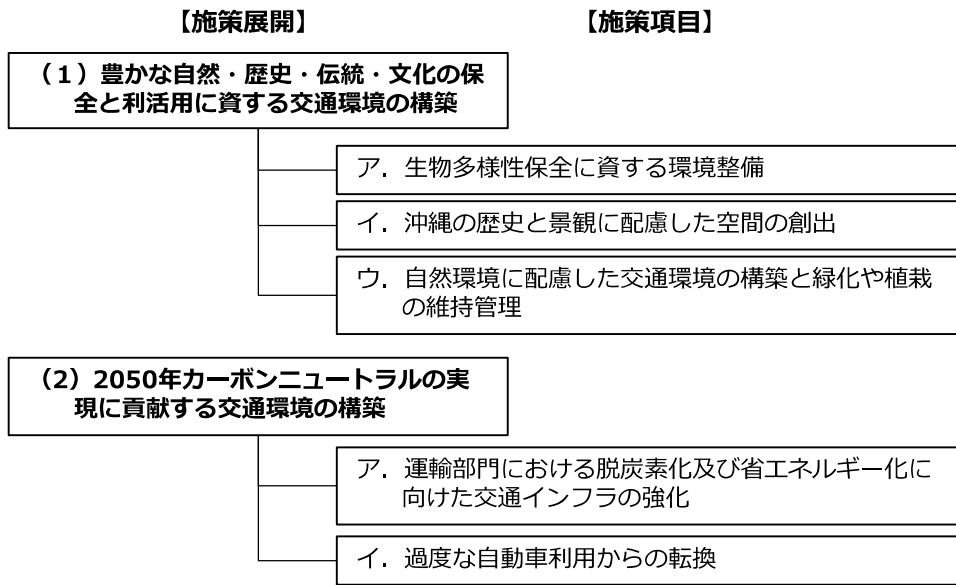 【施策展開】 【施策項目】
（１）豊かな自然・歴史・伝統・文化の保
全と利活用に資する交通環境の構築
ア．生物多様性保全に資する環境整備
イ．沖縄の歴史と景観に配慮した空間の創出
ウ．自然環境に配慮した交通環境の構築と緑化や植栽
の維持管理
（2）2050年カーボンニュートラルの実
現に貢献する交通環境の構築
ア．運輸部門における脱炭素化及び省エネルギー化に
向けた交通インフラの強化
イ．過度な自動車利用からの転換